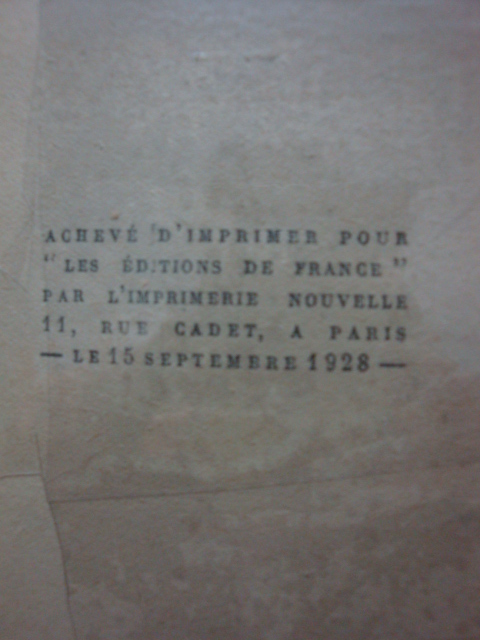 ACHEVÉ D'IMPRIMER POUR
"LES ÉDITIONS DE FRANCE"
PAR L'IMPRIMERIE NOUVELLE
11, RUE CADET, A PARIS
— LE 15 SEPTEMBRE 1928 —